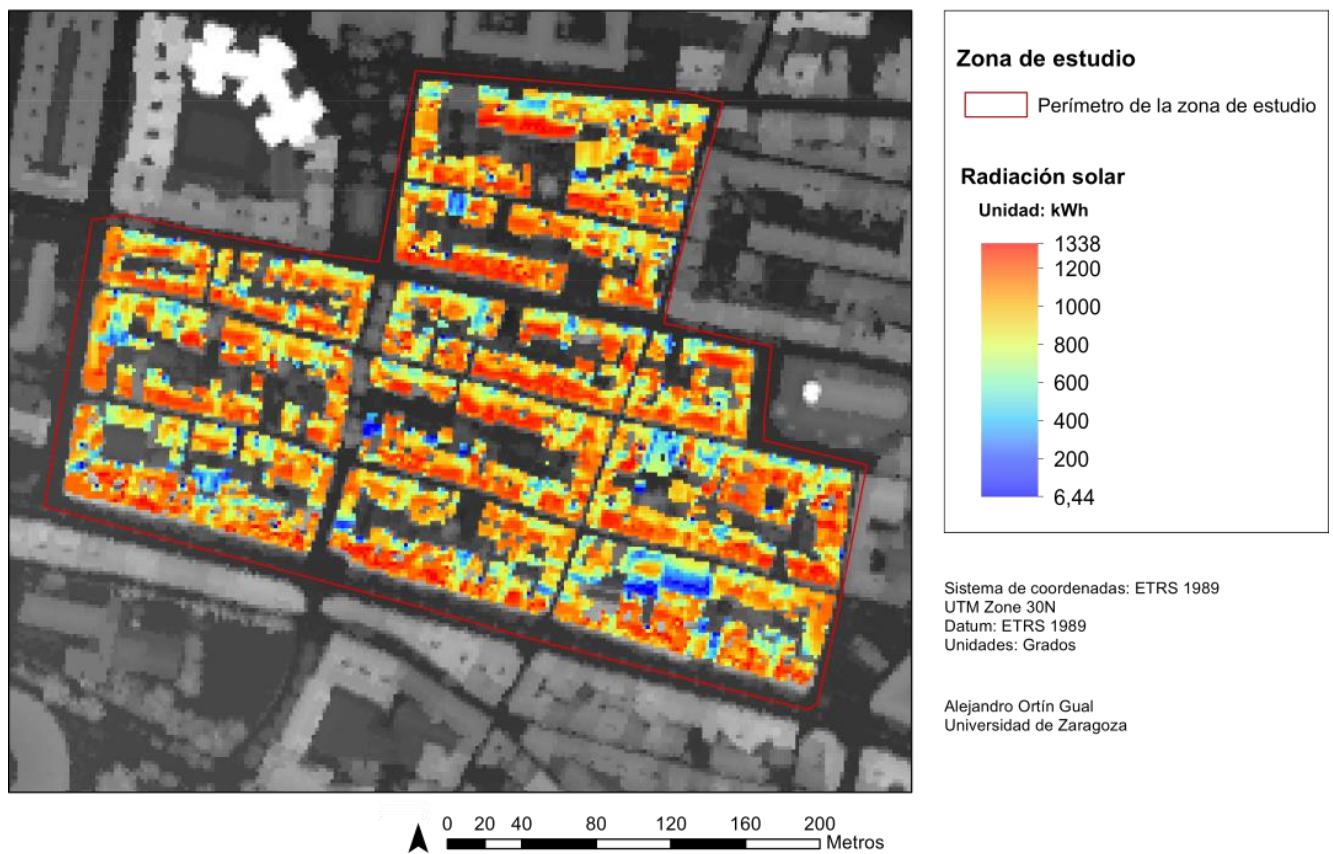 Zona de estudio
Perímetro de la zona de estudio
Radiación solar
Unidad: kWh
1338
1200
1000
800
600
400
200
6,44
Sistema de coordenadas: ETRS 1989
UTM Zone 30N
Datum: ETRS 1989
Unidades: Grados
Alejandro Ortín Gual
Universidad de Zaragoza
0 20 40 80 120 160 200
Metros